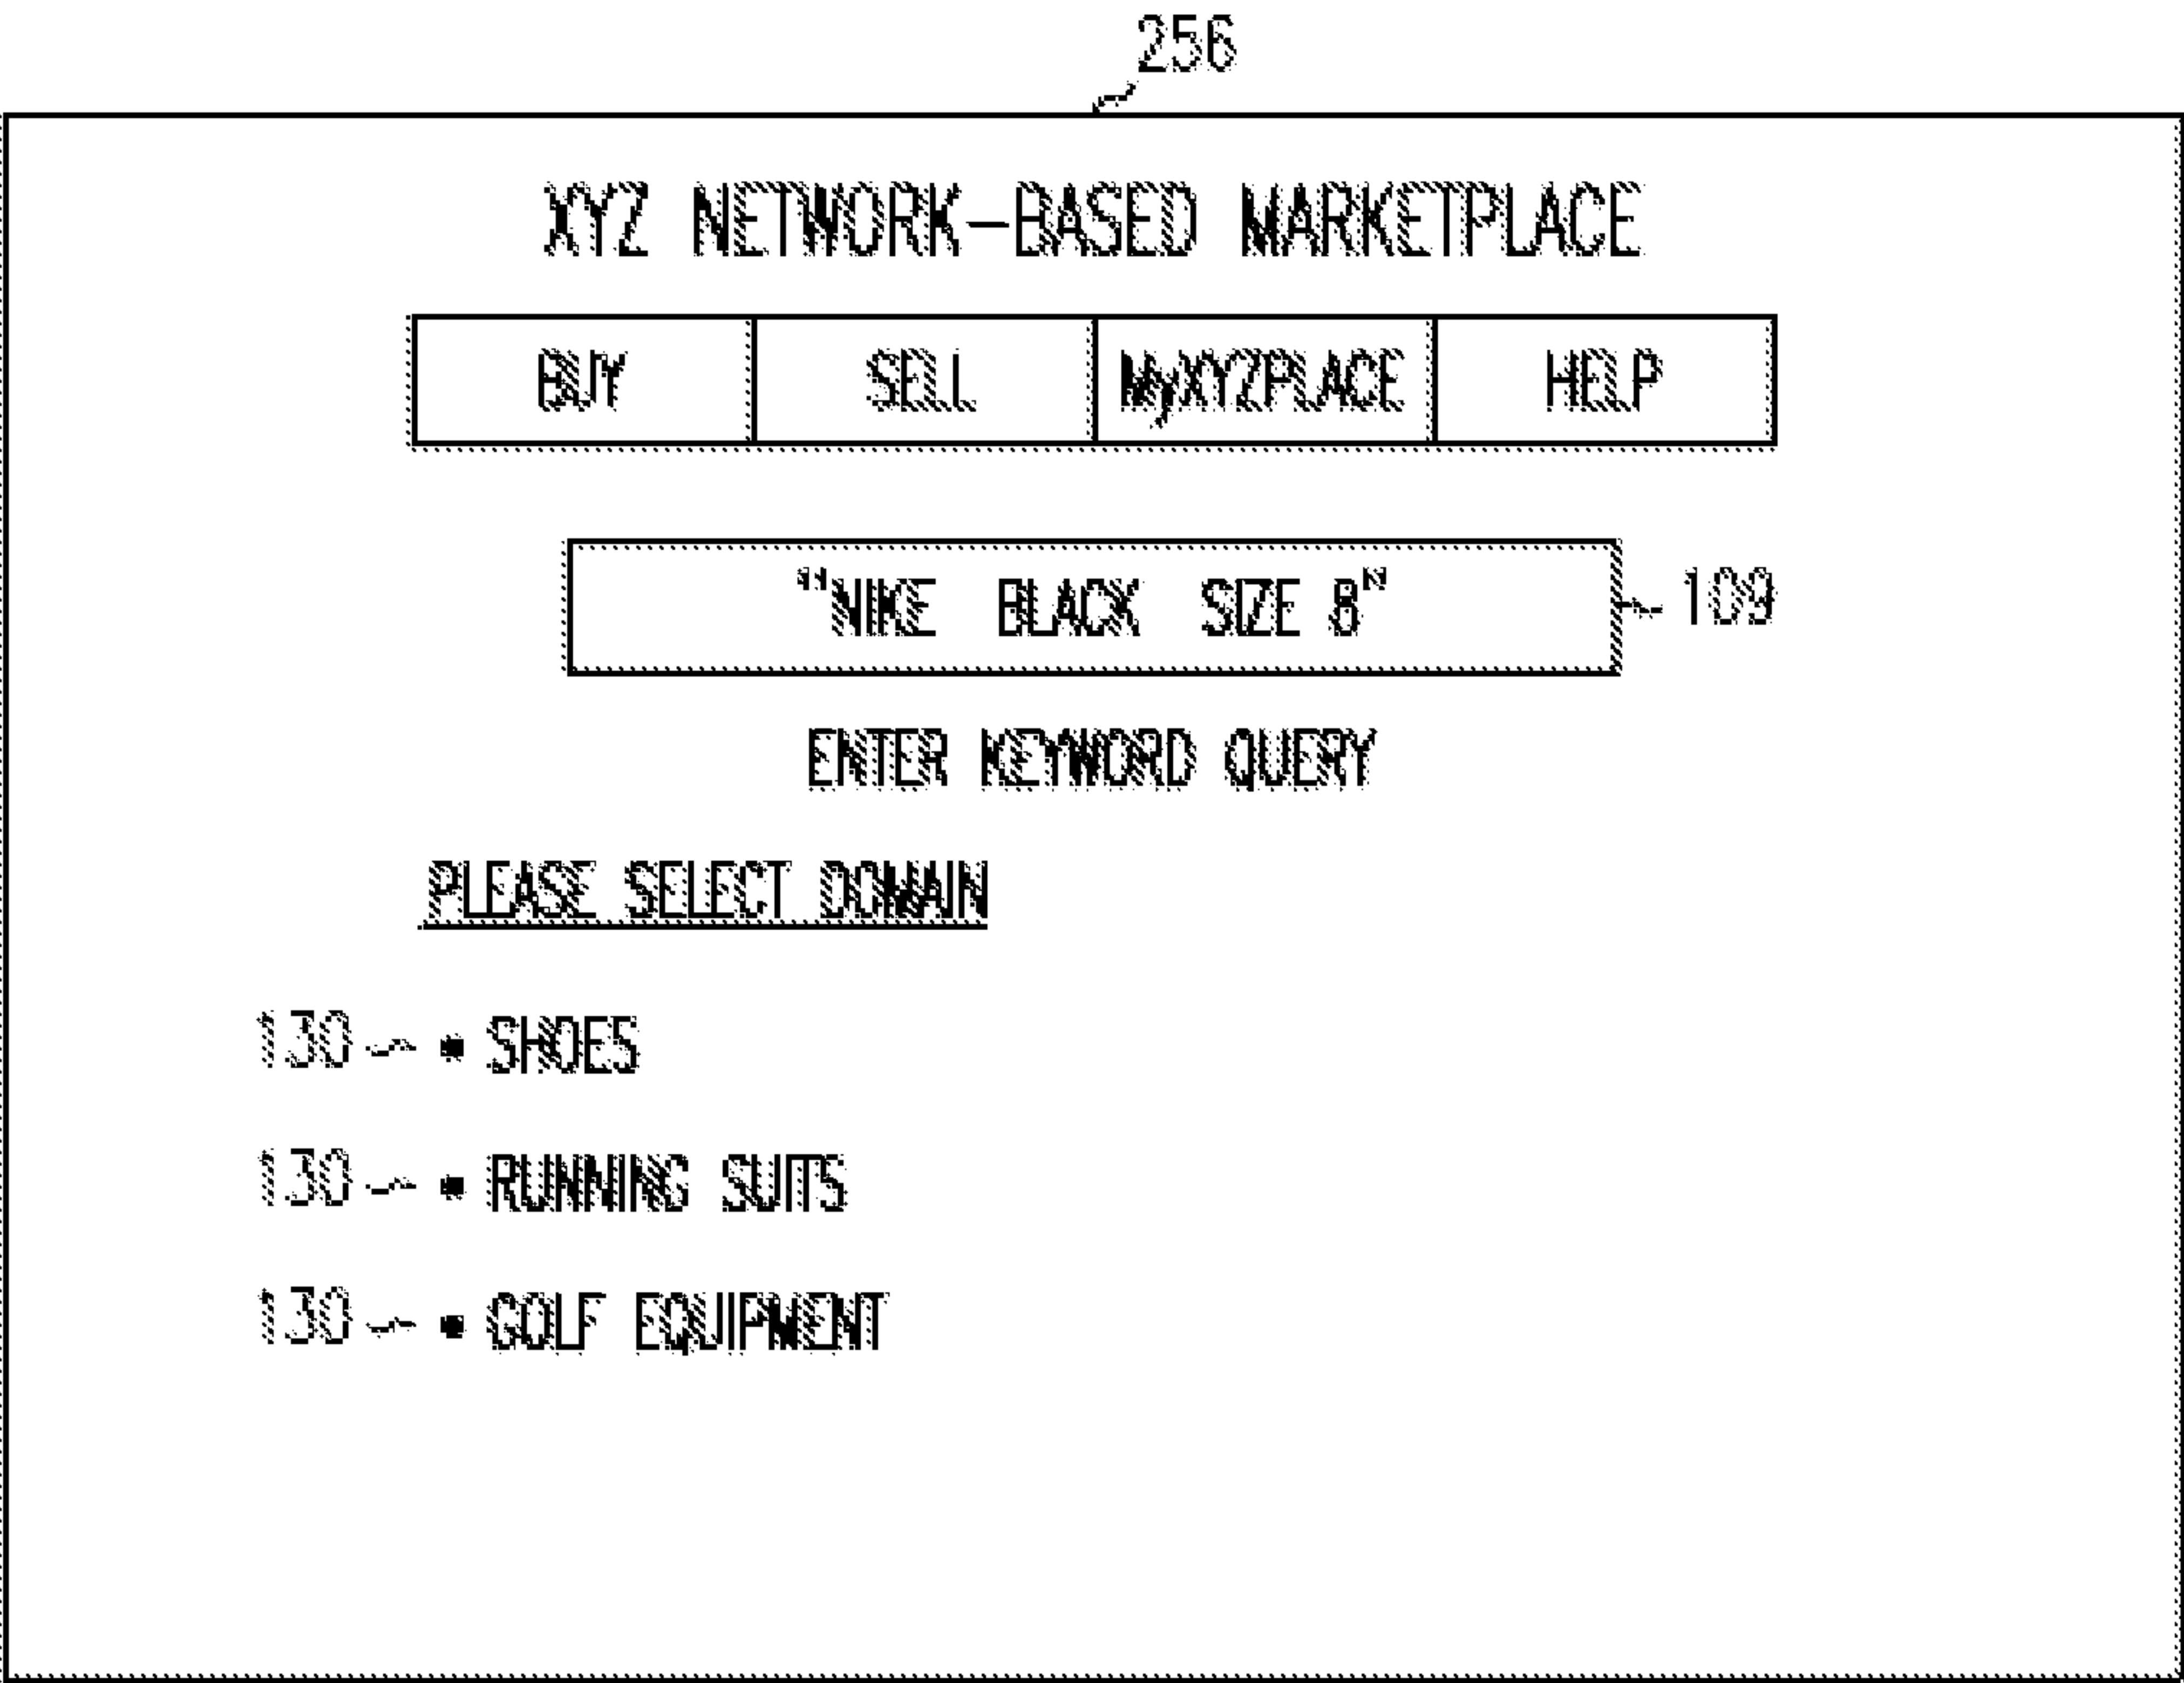 256
XYZ NETWORK-BASED MARKETPLACE
BUY SELL MyXYZPLACE HELP
"NIKE BLACK SIZE 8" 109
ENTER KEYWORD QUERY
PLEASE SELECT DOMAIN
130 • SHOES
130 • RUNNING SUITS
130 • GOLF EQUIPMENT